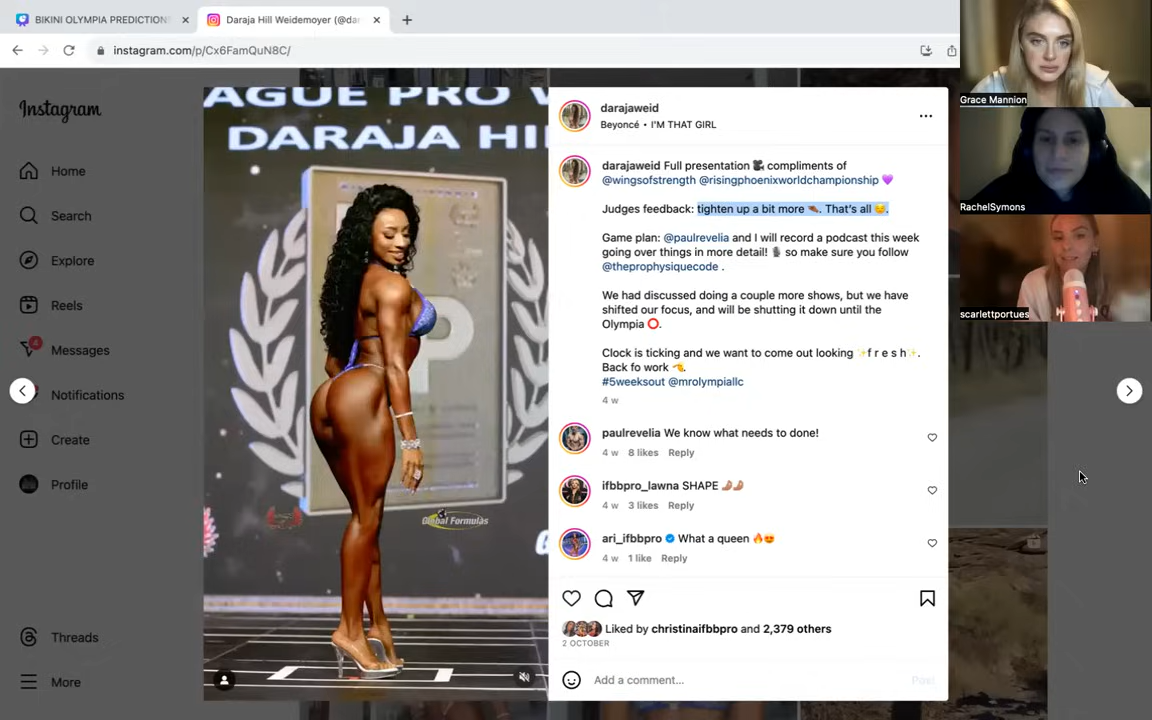 BIKINI OLYMPIA PREDICTION
Daraja Hill Weidemoyer (@da
instagram.com/p/Cx6FamQuN8C/
Instagram
Home
Search
Explore
Reels
4
Messages
Notifications
Create
Profile
Threads
More
AGUE PRO
DARAJA HI
Global Formulas
darajaweid
Beyoncé • I'M THAT GIRL
darajaweid Full presentation 🎥 compliments of
@wingsofstrength @risingphoenixworldchampionship 💜
Judges feedback: tighten up a bit more 🪶. That's all 😌.
Game plan: @paulrevelia and I will record a podcast this week
going over things in more detail! 🎙 so make sure you follow
@theprophysiquecode .
We had discussed doing a couple more shows, but we have
shifted our focus, and will be shutting it down until the
Olympia ⭕.
Clock is ticking and we want to come out looking ✨f r e s h✨.
Back fo work 🫡.
#5weeksout @mrolympiallc
4 w
paulrevelia We know what needs to done!
4 w 8 likes Reply
ifbbpro_lawna SHAPE 👏🏽👏🏽
4 w 3 likes Reply
ari_ifbbpro What a queen 🔥😍
4 w 1 like Reply
Liked by christinaifbbpro and 2,379 others
2 OCTOBER
Add a comment...
Post
Grace Mannion
RachelSymons
scarlettportues